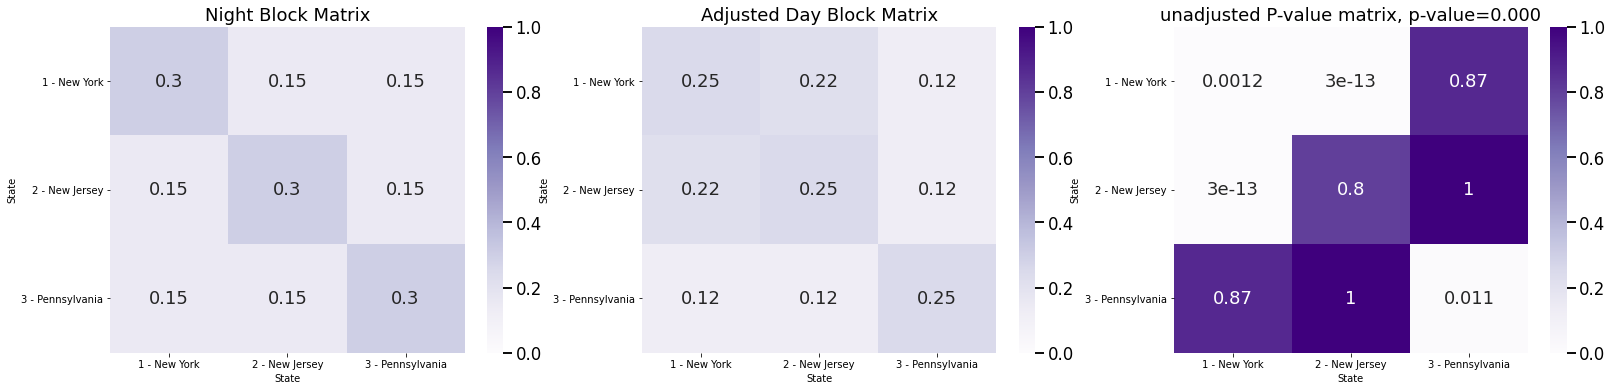 Night Block Matrix
1.0
0.8
0.6
0.4
0.2
0.0
1 - New York
0.3 0.15 0.15
2 - New Jersey
0.15 0.3 0.15
3 - Pennsylvania
0.15 0.15 0.3
1 - New York 2 - New Jersey 3 - Pennsylvania
State
State
Adjusted Day Block Matrix
1.0
0.8
0.6
0.4
0.2
0.0
1 - New York
0.25 0.22 0.12
2 - New Jersey
0.22 0.25 0.12
3 - Pennsylvania
0.12 0.12 0.25
1 - New York 2 - New Jersey 3 - Pennsylvania
State
State
unadjusted P-value matrix, p-value=0.000
1.0
0.8
0.6
0.4
0.2
0.0
1 - New York
0.0012 3e-13 0.87
2 - New Jersey
3e-13 0.8 1
3 - Pennsylvania
0.87 1 0.011
1 - New York 2 - New Jersey 3 - Pennsylvania
State
State